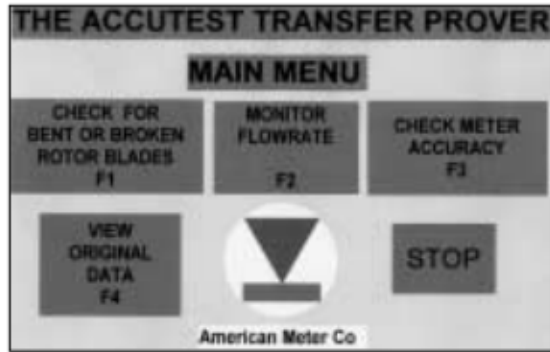 THE ACCUTEST TRANSFER PROVER
MAIN MENU
CHECK FOR
BENT OR BROKEN
ROTOR BLADES
F1
MONITOR
FLOWRATE
F2
CHECK METER
ACCURACY
F3
VIEW
ORIGINAL
DATA
F4
STOP
American Meter Co